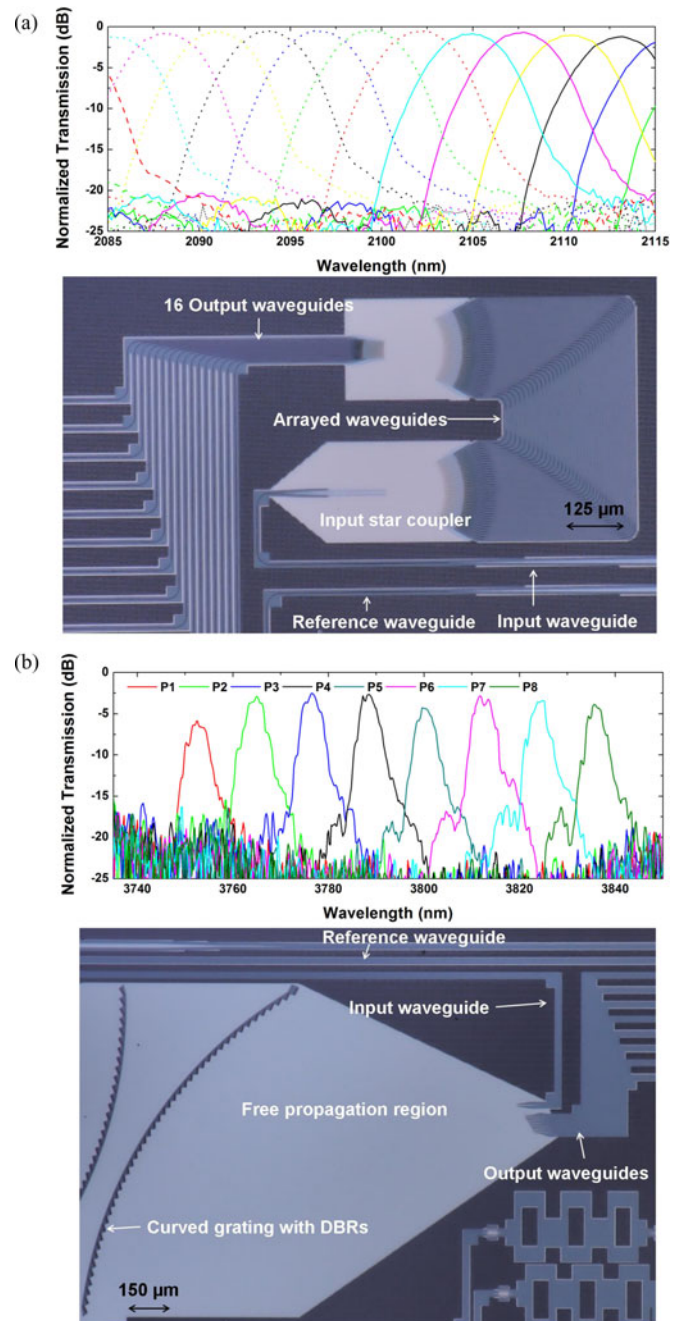 (a)
Normalized Transmission (dB)
0
-5
-10
-15
-20
-25
2085 2090 2095 2100 2105 2110 2115
Wavelength (nm)
16 Output waveguides
Arrayed waveguides
Input star coupler
125 µm
Reference waveguide
Input waveguide
(b)
Normalized Transmission (dB)
0
-5
-10
-15
-20
-25
P1 P2 P3 P4 P5 P6 P7 P8
3740 3760 3780 3800 3820 3840
Wavelength (nm)
Reference waveguide
Input waveguide
Free propagation region
Output waveguides
Curved grating with DBRs
150 µm